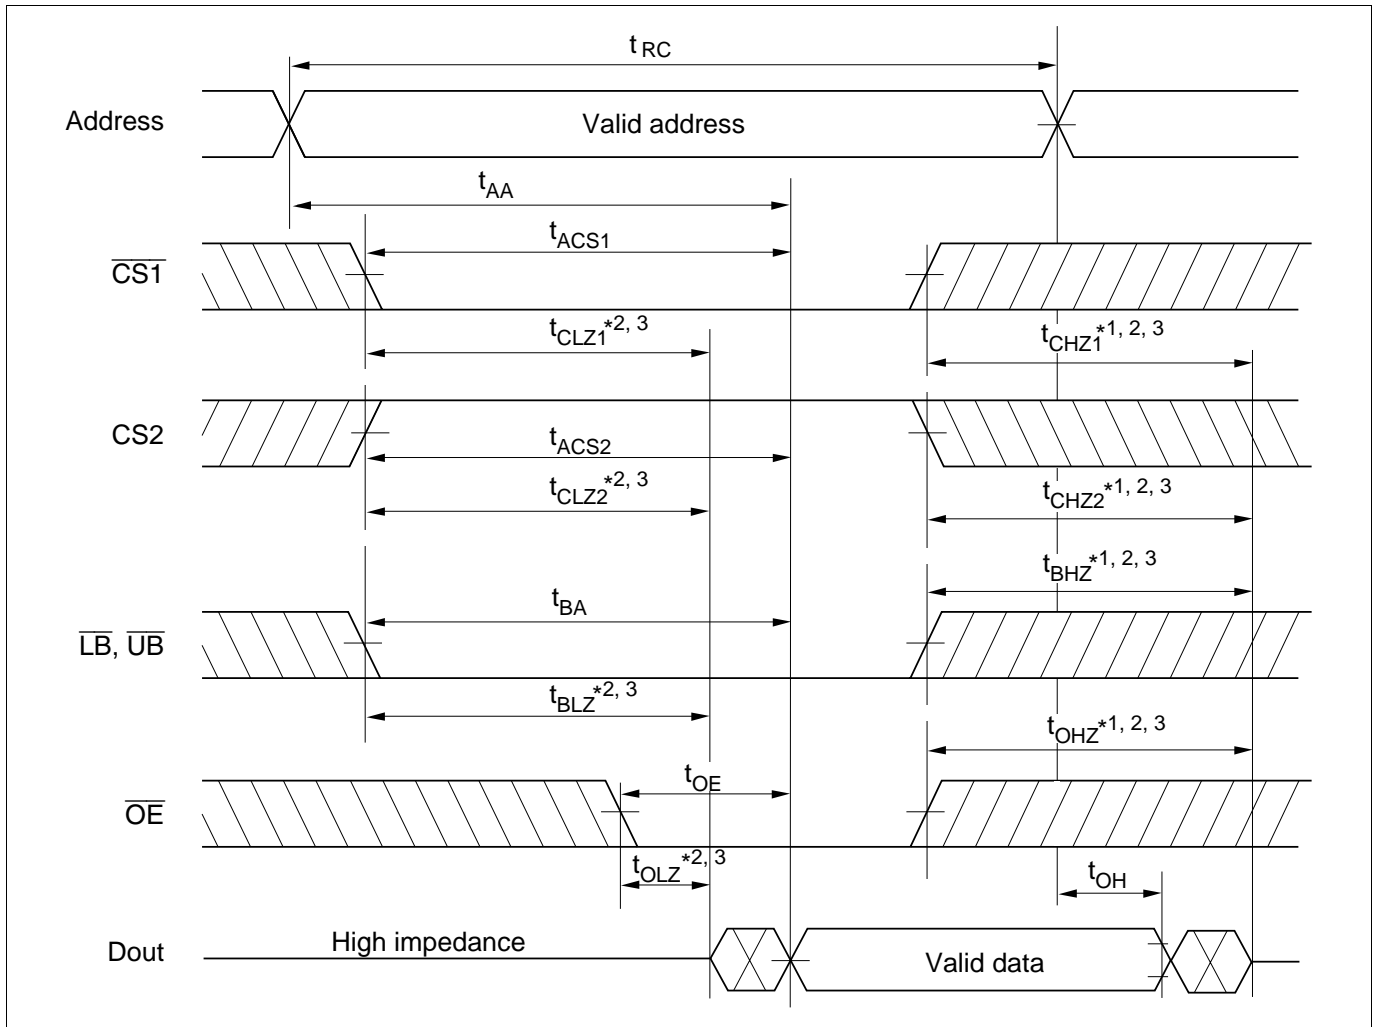 tRC
Address
Valid address
tAA
tACS1
CS1
tCLZ1*2, 3
tCHZ1*1, 2, 3
CS2
tACS2
tCLZ2*2, 3
tCHZ2*1, 2, 3
tBHZ*1, 2, 3
tBA
LB, UB
tBLZ*2, 3
tOHZ*1, 2, 3
tOE
OE
tOLZ*2, 3
tOH
Dout
High impedance
Valid data